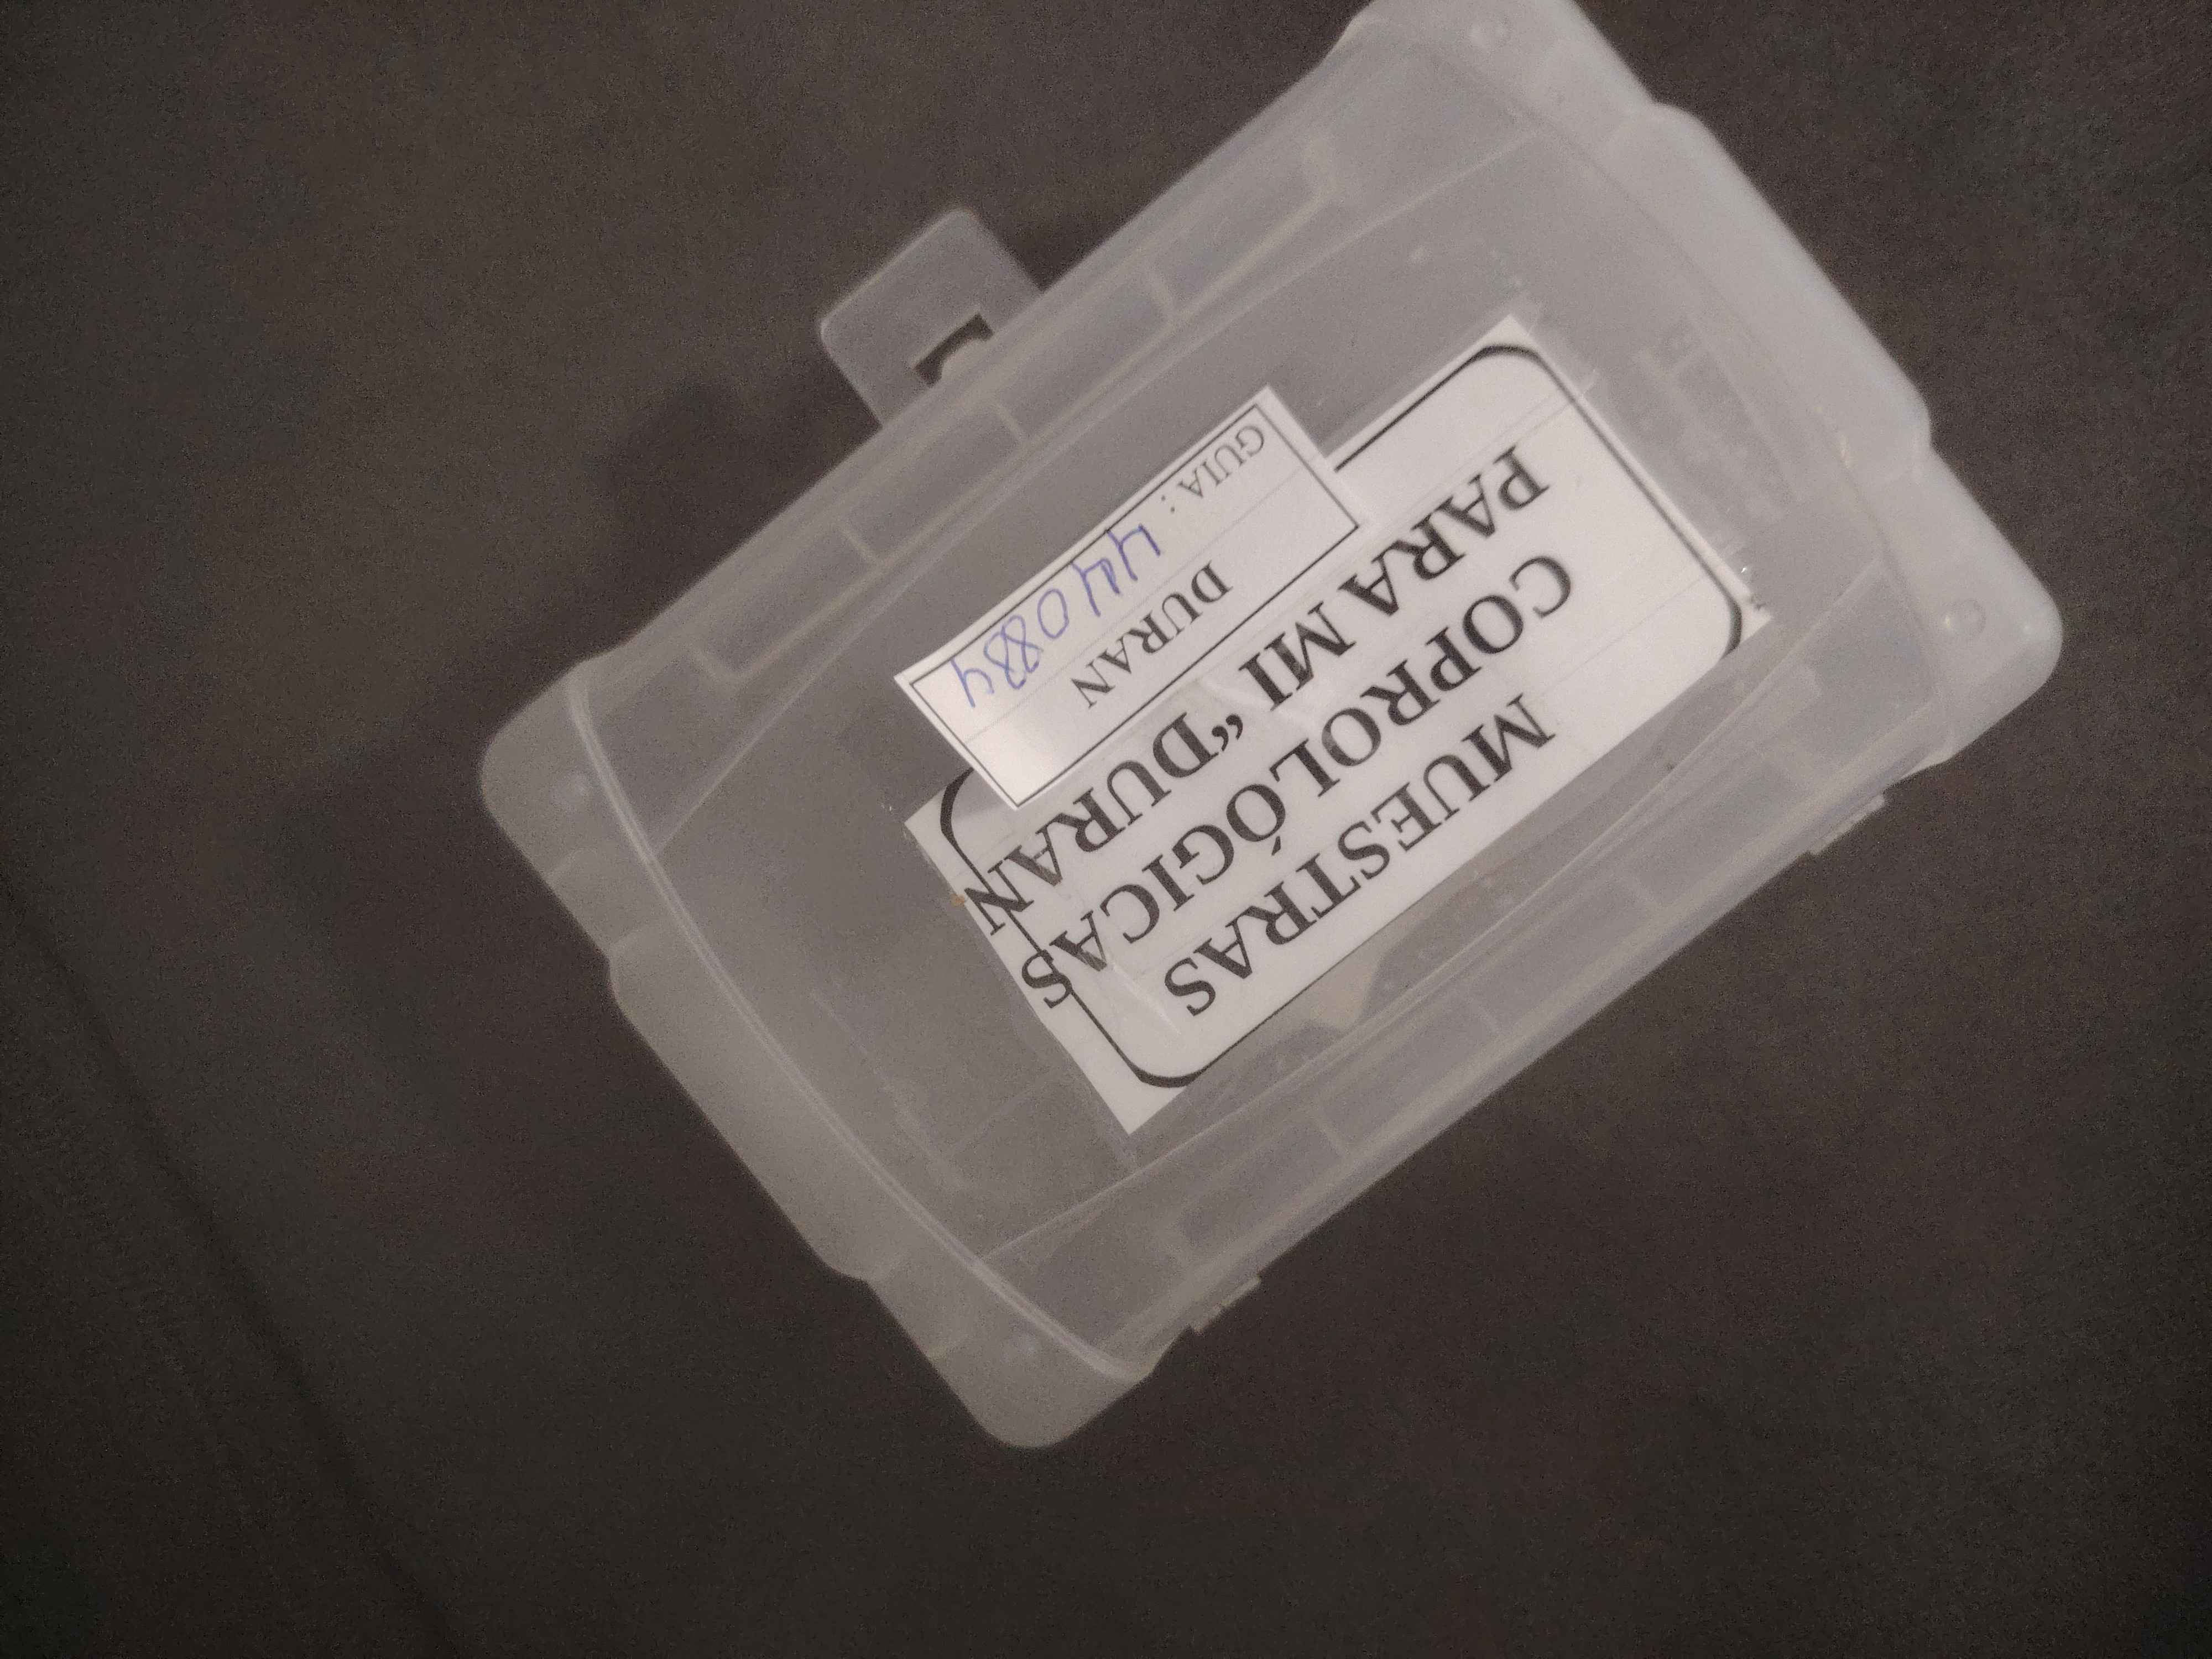 MUESTRAS
COPROLÓGICAS
PARA MI “DURAN
DURAN
GUIA : 440884